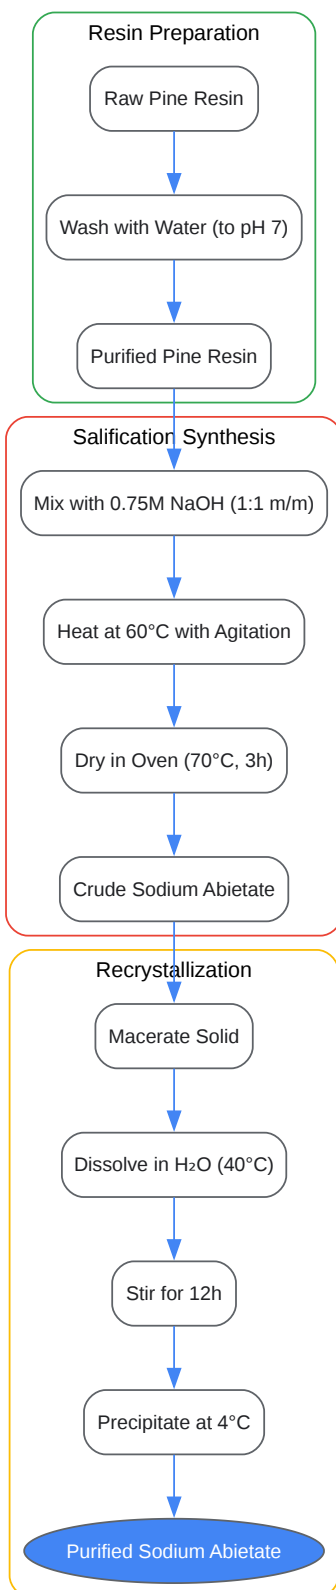 Resin Preparation
Raw Pine Resin
Wash with Water (to pH 7)
Purified Pine Resin
Salification Synthesis
Mix with 0.75M NaOH (1:1 m/m)
Heat at 60°C with Agitation
Dry in Oven (70°C, 3h)
Crude Sodium Abietate
Recrystallization
Macerate Solid
Dissolve in H₂O (40°C)
Stir for 12h
Precipitate at 4°C
Purified Sodium Abietate